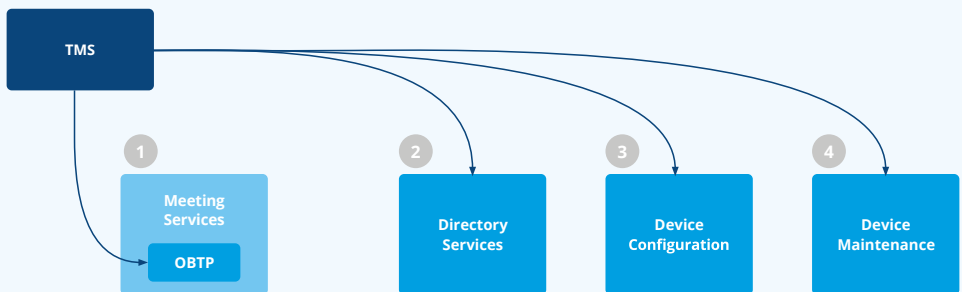 TMS
1
Meeting
Services
OBTP
2
Directory
Services
3
Device
Configuration
4
Device
Maintenance